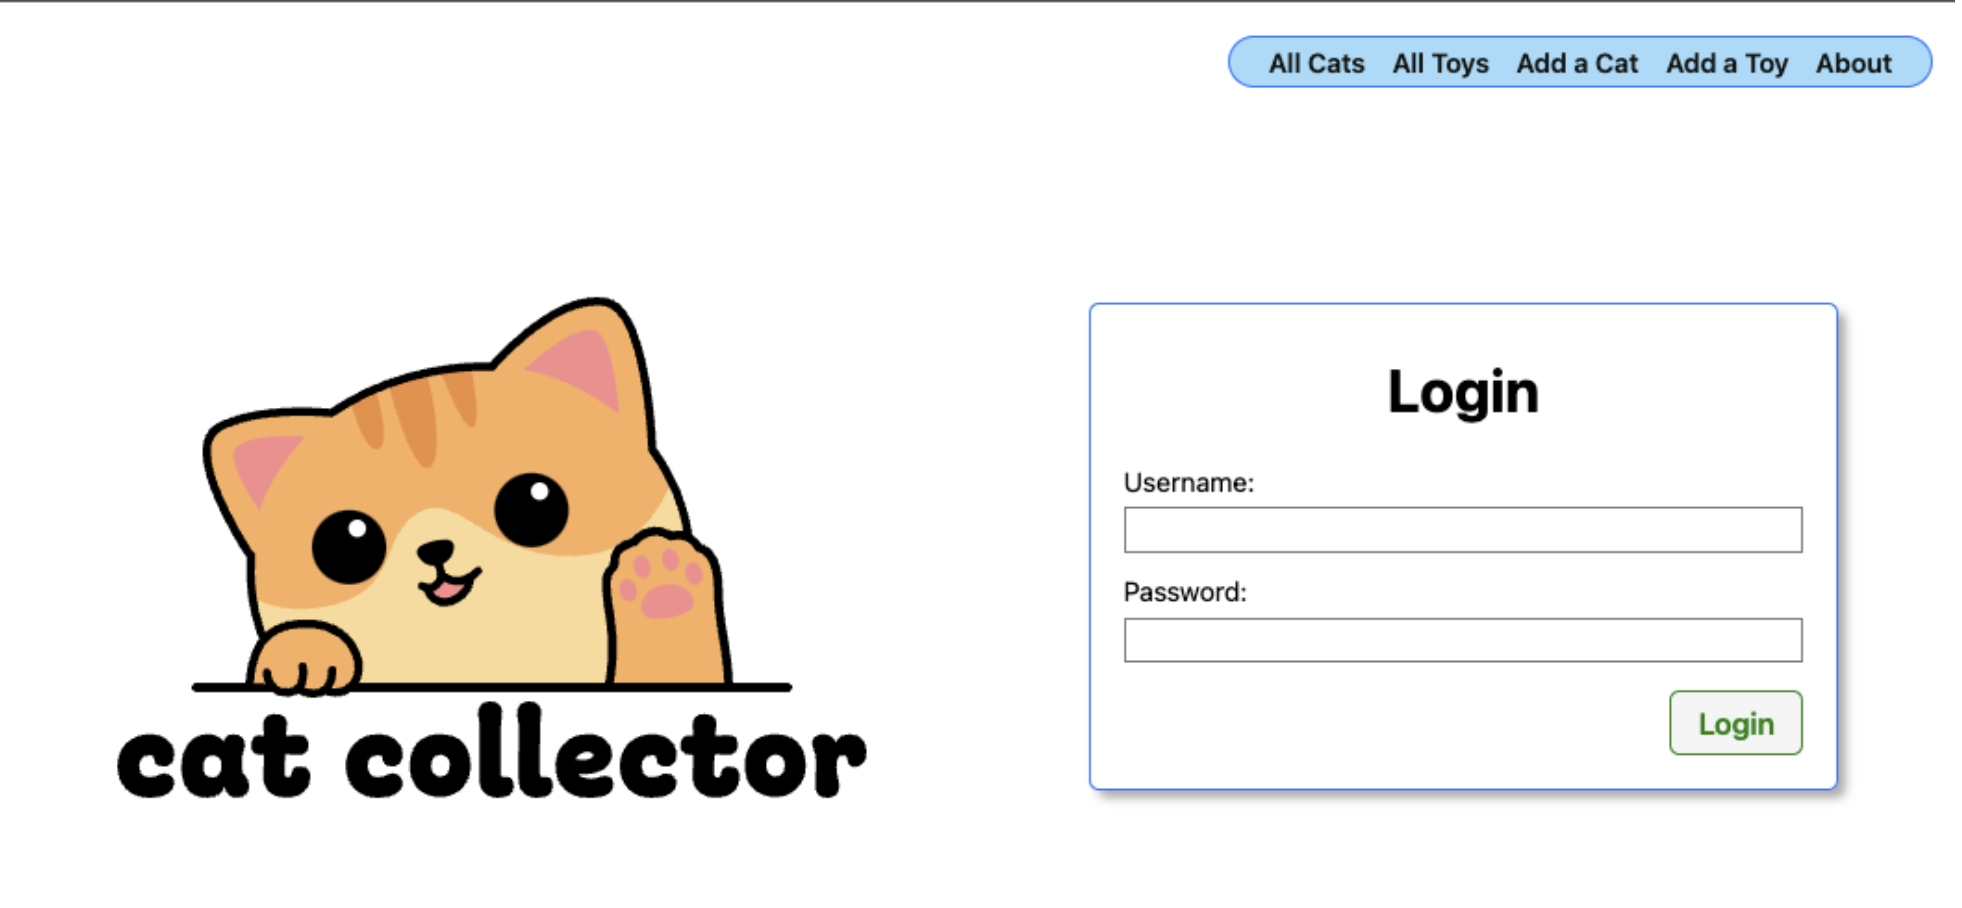 All Cats All Toys Add a Cat Add a Toy About
cat collector
Login
Username:
Password:
Login